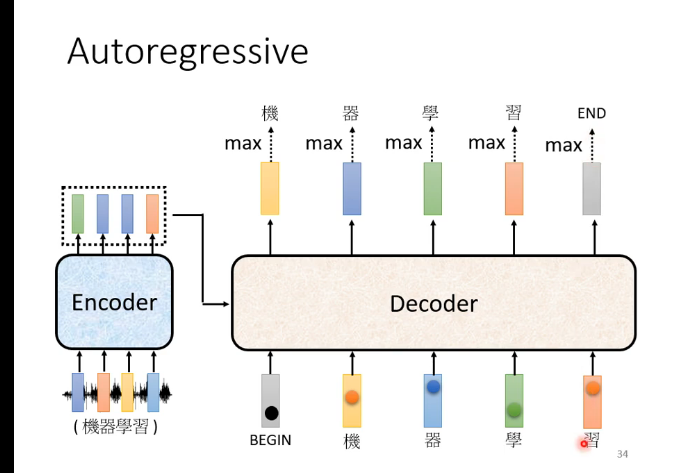 Autoregressive
機 器 學 習 END
max max max max max
Encoder
Decoder
(機器學習)
BEGIN 機 器 學 習
34